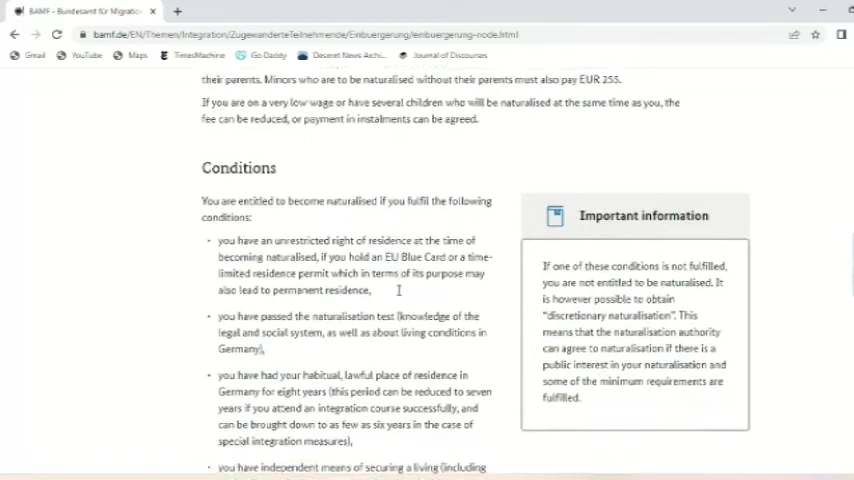 BAMF - Bundesamt für Migratio
bamf.de/EN/Themen/Integration/ZugewanderteTeilnehmende/Einbuergerung/einbuergerung-node.html
Gmail YouTube Maps TimesMachine Go Daddy Deseret News Archi... Journal of Discourses
their parents. Minors who are to be naturalised without their parents must also pay EUR 255.
If you are on a very low wage or have several children who will be naturalised at the same time as you, the
fee can be reduced, or payment in instalments can be agreed.
Conditions
You are entitled to become naturalised if you fulfil the following
conditions:
you have an unrestricted right of residence at the time of
becoming naturalised, if you hold an EU Blue Card or a time-
limited residence permit which in terms of its purpose may
also lead to permanent residence,
you have passed the naturalisation test (knowledge of the
legal and social system, as well as about living conditions in
Germany),
you have had your habitual, lawful place of residence in
Germany for eight years (this period can be reduced to seven
years if you attend an integration course successfully, and
can be brought down to as few as six years in the case of
special integration measures),
you have independent means of securing a living (including
Important information
If one of these conditions is not fulfilled,
you are not entitled to be naturalised. It
is however possible to obtain
"discretionary naturalisation". This
means that the naturalisation authority
can agree to naturalisation if there is a
public interest in your naturalisation and
some of the minimum requirements are
fulfilled.